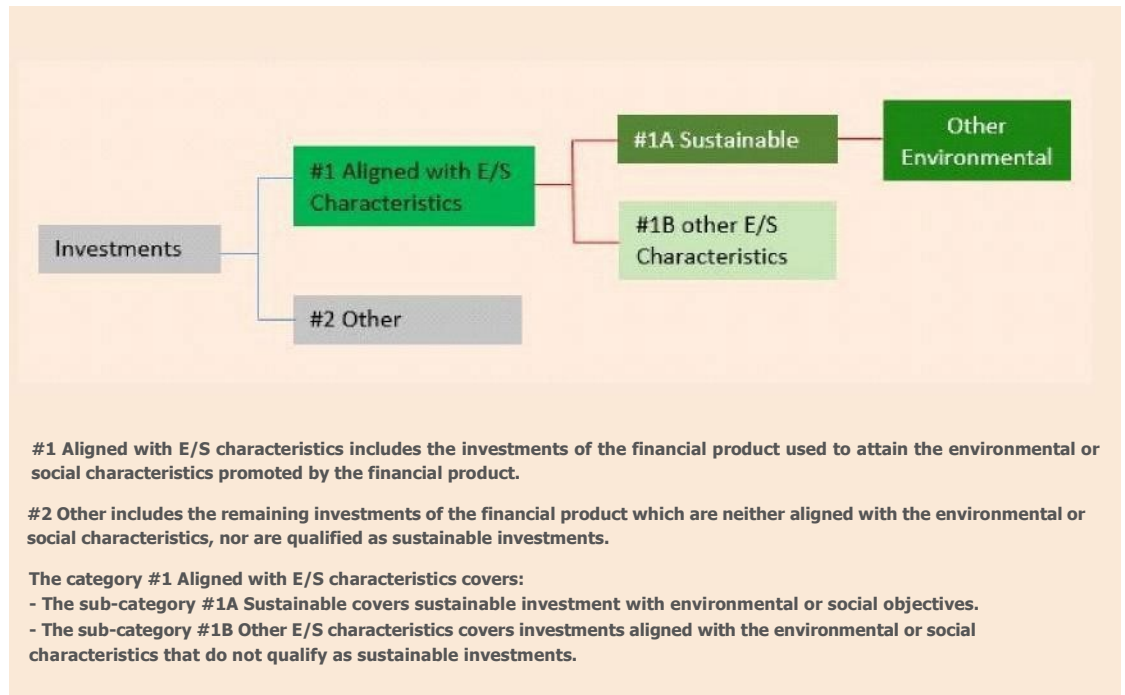 Other
Environmental
#1A Sustainable
#1 Aligned with E/S
Characteristics
#1B other E/S
Characteristics
Investments
#2 Other
#1 Aligned with E/S characteristics includes the investments of the financial product used to attain the environmental or
social characteristics promoted by the financial product.
#2 Other includes the remaining investments of the financial product which are neither aligned with the environmental or
social characteristics, nor are qualified as sustainable investments.
The category #1 Aligned with E/S characteristics covers:
- The sub-category #1A Sustainable covers sustainable investment with environmental or social objectives.
- The sub-category #1B Other E/S characteristics covers investments aligned with the environmental or social
characteristics that do not qualify as sustainable investments.